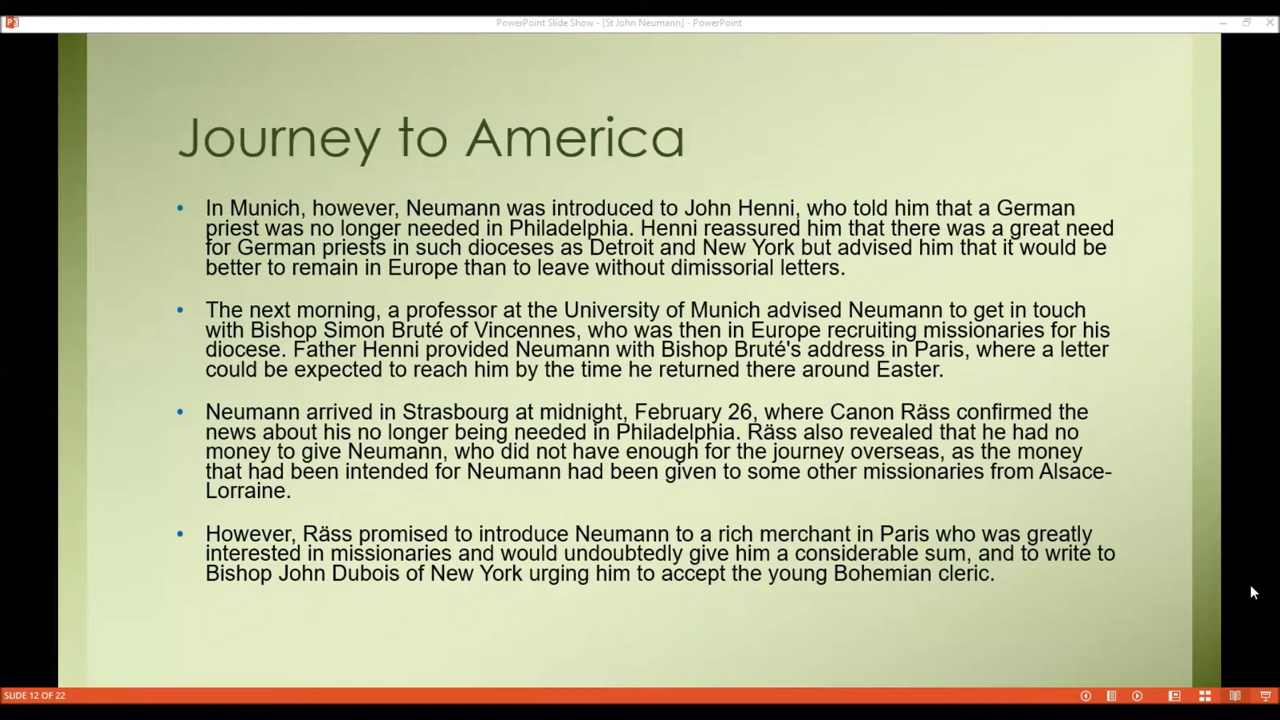 PowerPoint Slide Show - [St John Neumann] - PowerPoint
Journey to America
• In Munich, however, Neumann was introduced to John Henni, who told him that a German
priest was no longer needed in Philadelphia. Henni reassured him that there was a great need
for German priests in such dioceses as Detroit and New York but advised him that it would be
better to remain in Europe than to leave without dimissorial letters.
• The next morning, a professor at the University of Munich advised Neumann to get in touch
with Bishop Simon Bruté of Vincennes, who was then in Europe recruiting missionaries for his
diocese. Father Henni provided Neumann with Bishop Bruté's address in Paris, where a letter
could be expected to reach him by the time he returned there around Easter.
• Neumann arrived in Strasbourg at midnight, February 26, where Canon Räss confirmed the
news about his no longer being needed in Philadelphia. Räss also revealed that he had no
money to give Neumann, who did not have enough for the journey overseas, as the money
that had been intended for Neumann had been given to some other missionaries from Alsace-
Lorraine.
• However, Räss promised to introduce Neumann to a rich merchant in Paris who was greatly
interested in missionaries and would undoubtedly give him a considerable sum, and to write to
Bishop John Dubois of New York urging him to accept the young Bohemian cleric.
SLIDE 12 OF 22